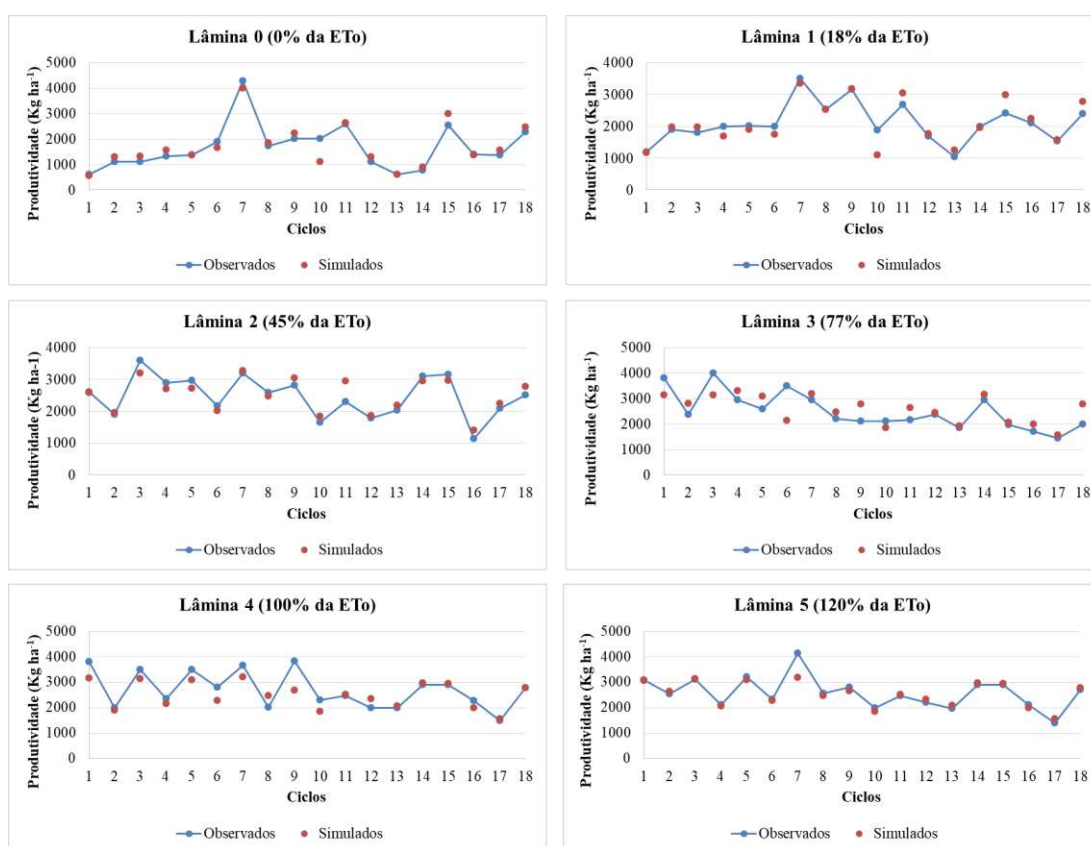 Lâmina 0 (0% da ETo)
Produtividade (Kg ha-1)
5000
4000
3000
2000
1000
0
1 2 3 4 5 6 7 8 9 10 11 12 13 14 15 16 17 18
Ciclos
Observados Simulados
Lâmina 1 (18% da ETo)
Produtividade (Kg ha-1)
4000
3000
2000
1000
0
1 2 3 4 5 6 7 8 9 10 11 12 13 14 15 16 17 18
Ciclos
Observados Simulados
Lâmina 2 (45% da ETo)
Produtividade (Kg ha-1)
4000
3000
2000
1000
0
1 2 3 4 5 6 7 8 9 10 11 12 13 14 15 16 17 18
Ciclos
Observados Simulados
Lâmina 3 (77% da ETo)
Produtividade (Kg ha-1)
5000
4000
3000
2000
1000
0
1 2 3 4 5 6 7 8 9 10 11 12 13 14 15 16 17 18
Ciclos
Observados Simulados
Lâmina 4 (100% da ETo)
Produtividade (Kg ha-1)
5000
4000
3000
2000
1000
0
1 2 3 4 5 6 7 8 9 10 11 12 13 14 15 16 17 18
Ciclos
Observados Simulados
Lâmina 5 (120% da ETo)
Produtividade (Kg ha-1)
5000
4000
3000
2000
1000
0
1 2 3 4 5 6 7 8 9 10 11 12 13 14 15 16 17 18
Ciclos
Observados Simulados